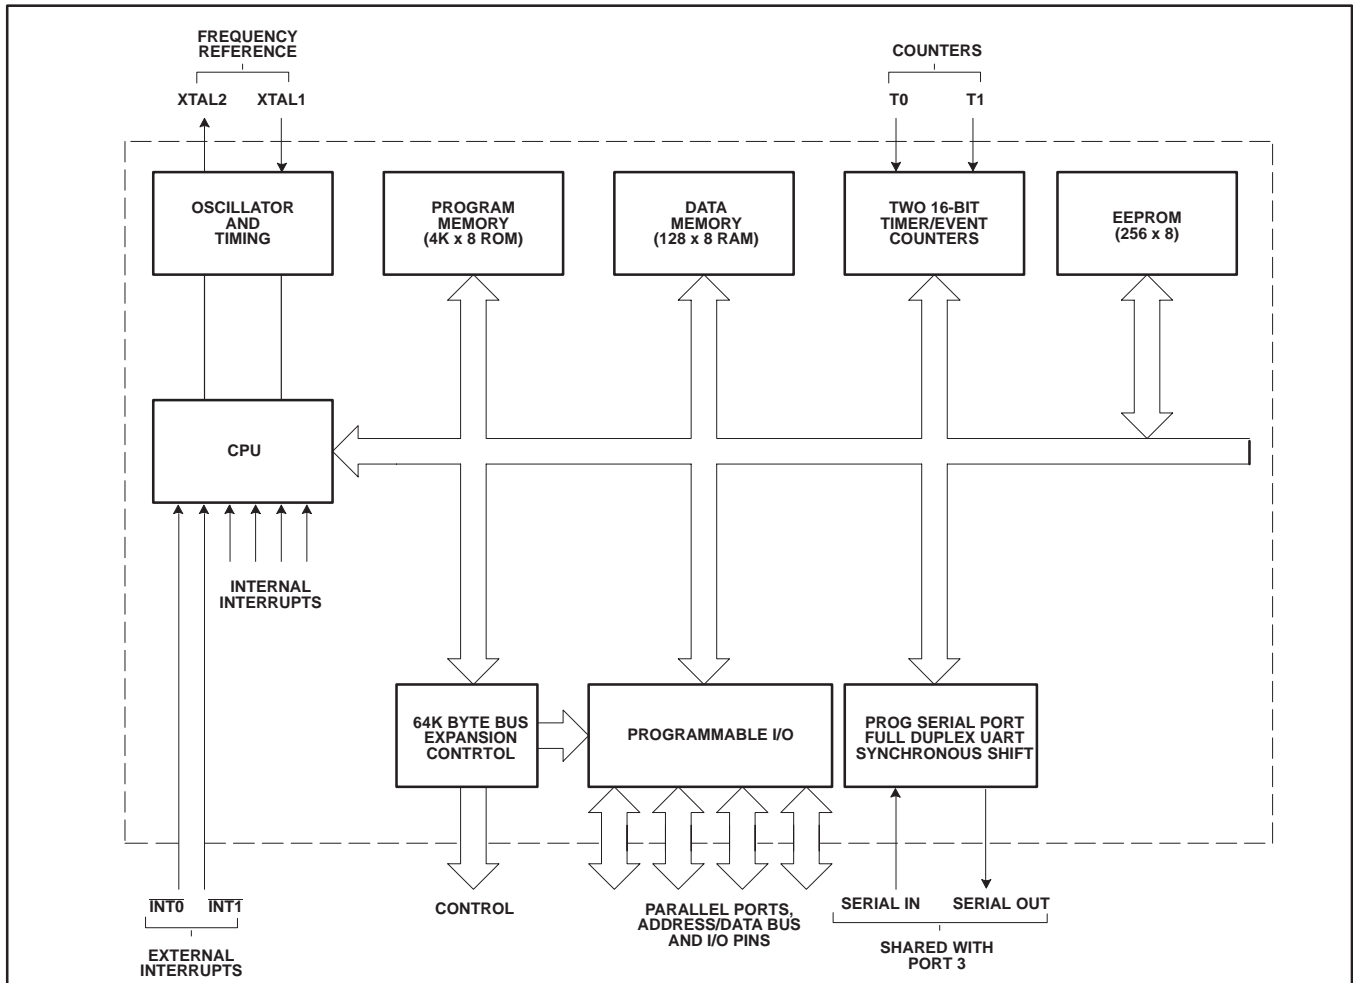 FREQUENCY
REFERENCE
COUNTERS
XTAL2
XTAL1
T0
T1
OSCILLATOR
AND
TIMING
PROGRAM
MEMORY
(4K x 8 ROM)
DATA
MEMORY
(128 x 8 RAM)
TWO 16-BIT
TIMER/EVENT
COUNTERS
EEPROM
(256 x 8)
CPU
INTERNAL
INTERRUPTS
64K BYTE BUS
EXPANSION
CONTRTOL
PROGRAMMABLE I/O
PROG SERIAL PORT
FULL DUPLEX UART
SYNCHRONOUS SHIFT
INT0
INT1
EXTERNAL
INTERRUPTS
CONTROL
PARALLEL PORTS,
ADDRESS/DATA BUS
AND I/O PINS
SERIAL IN
SERIAL OUT
SHARED WITH
PORT 3